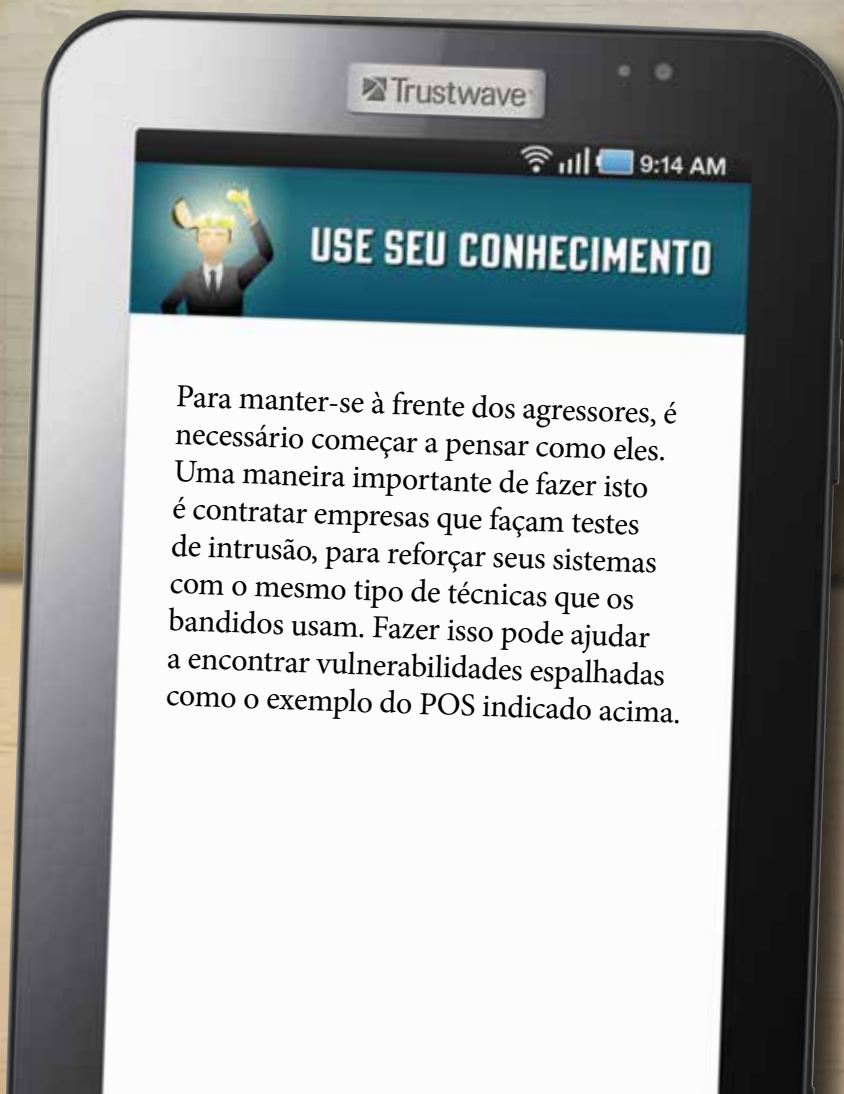 Trustwave
9:14 AM
USE SEU CONHECIMENTO
Para manter-se à frente dos agressores, é
necessário começar a pensar como eles.
Uma maneira importante de fazer isto
é contratar empresas que façam testes
de intrusão, para reforçar seus sistemas
com o mesmo tipo de técnicas que os
bandidos usam. Fazer isso pode ajudar
a encontrar vulnerabilidades espalhadas
como o exemplo do POS indicado acima.